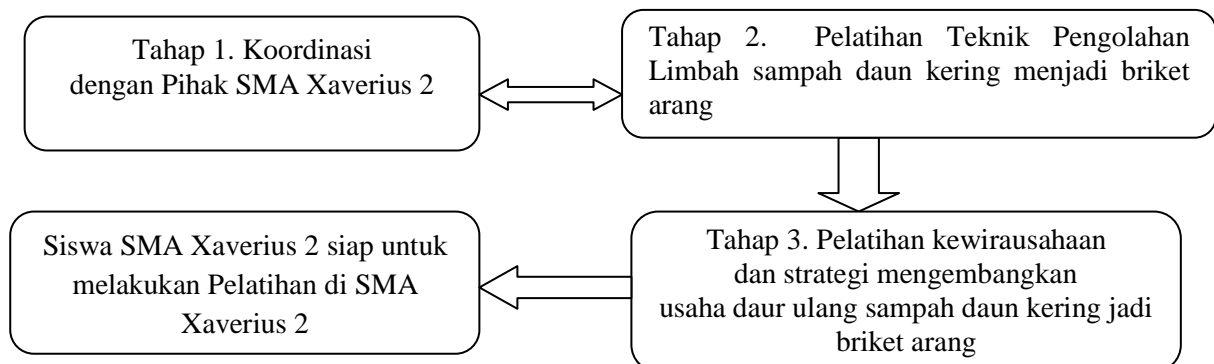 Tahap 1. Koordinasi
dengan Pihak SMA Xaverius 2
Tahap 2. Pelatihan Teknik Pengolahan
Limbah sampah daun kering menjadi briket
arang
Tahap 3. Pelatihan kewirausahaan
dan strategi mengembangkan
usaha daur ulang sampah daun kering jadi
briket arang
Siswa SMA Xaverius 2 siap untuk
melakukan Pelatihan di SMA
Xaverius 2